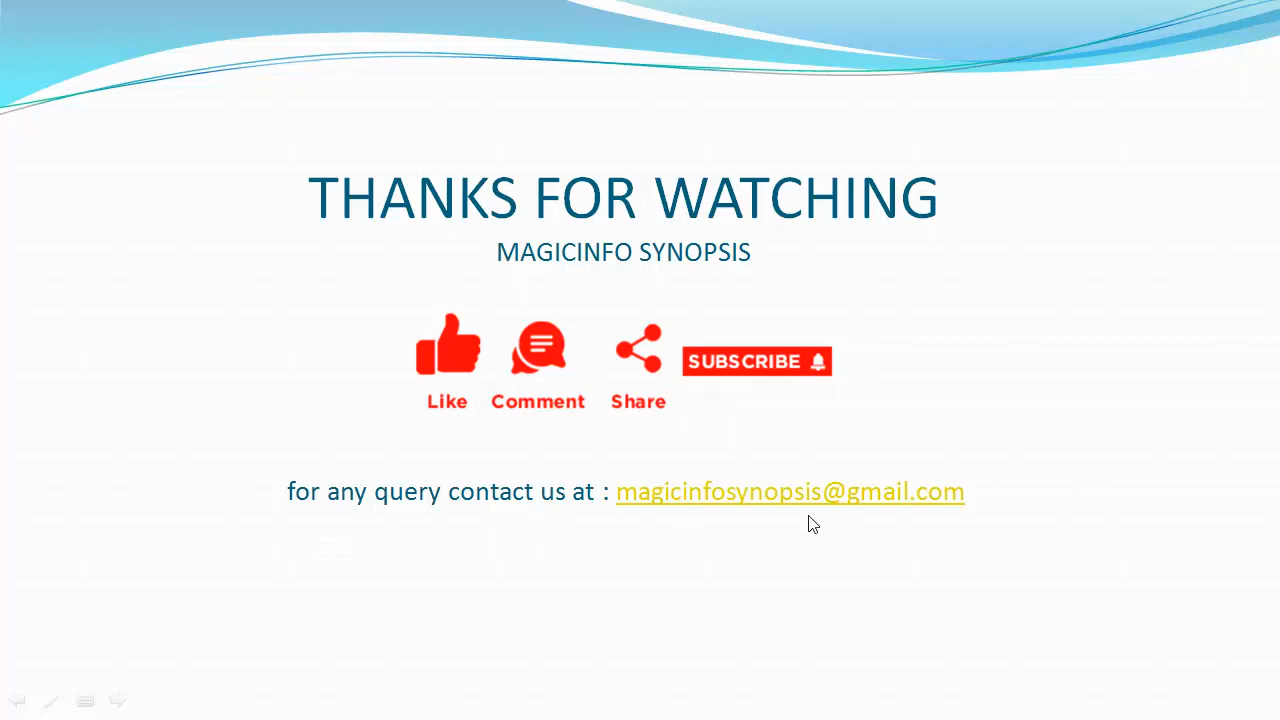 THANKS FOR WATCHING
MAGICINFO SYNOPSIS
SUBSCRIBE
Like Comment Share
for any query contact us at : magicinfosynopsis@gmail.com